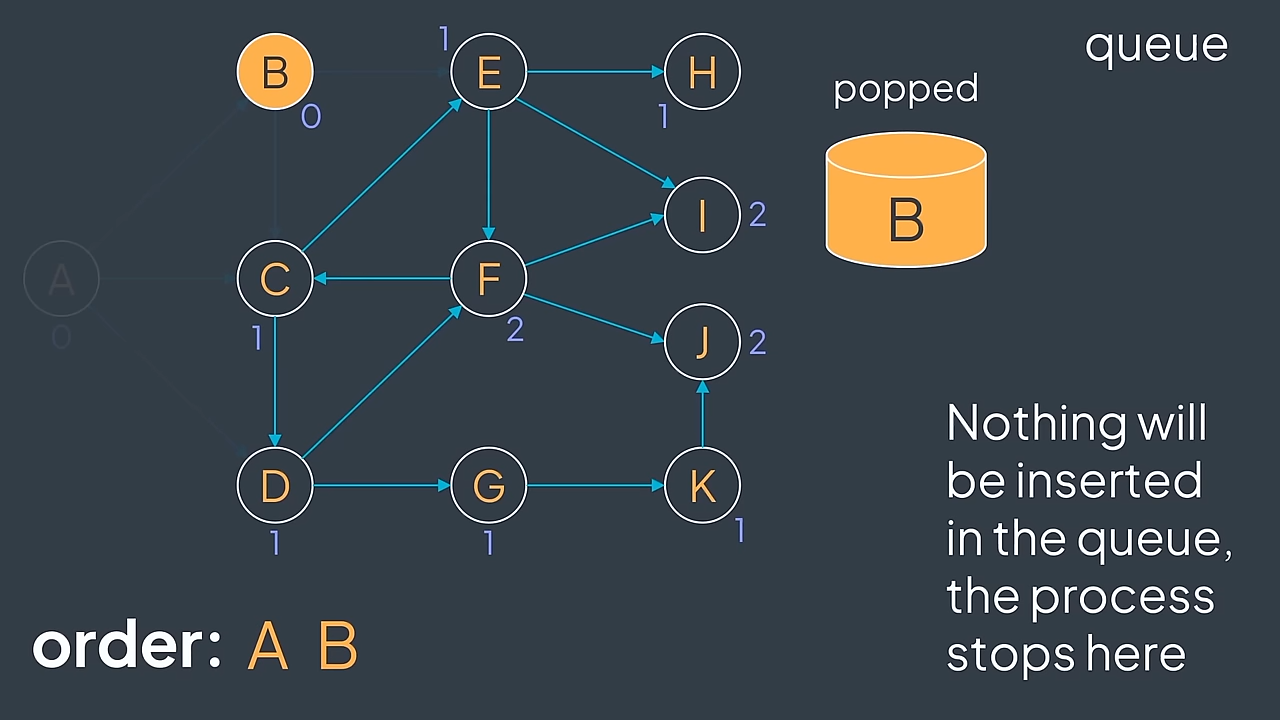 queue
popped
B
1
E
H
B
0
1
I
2
A
0
C
1
F
2
J
2
D
1
G
1
K
1
Nothing will
be inserted
in the queue,
the process
stops here
order: A B